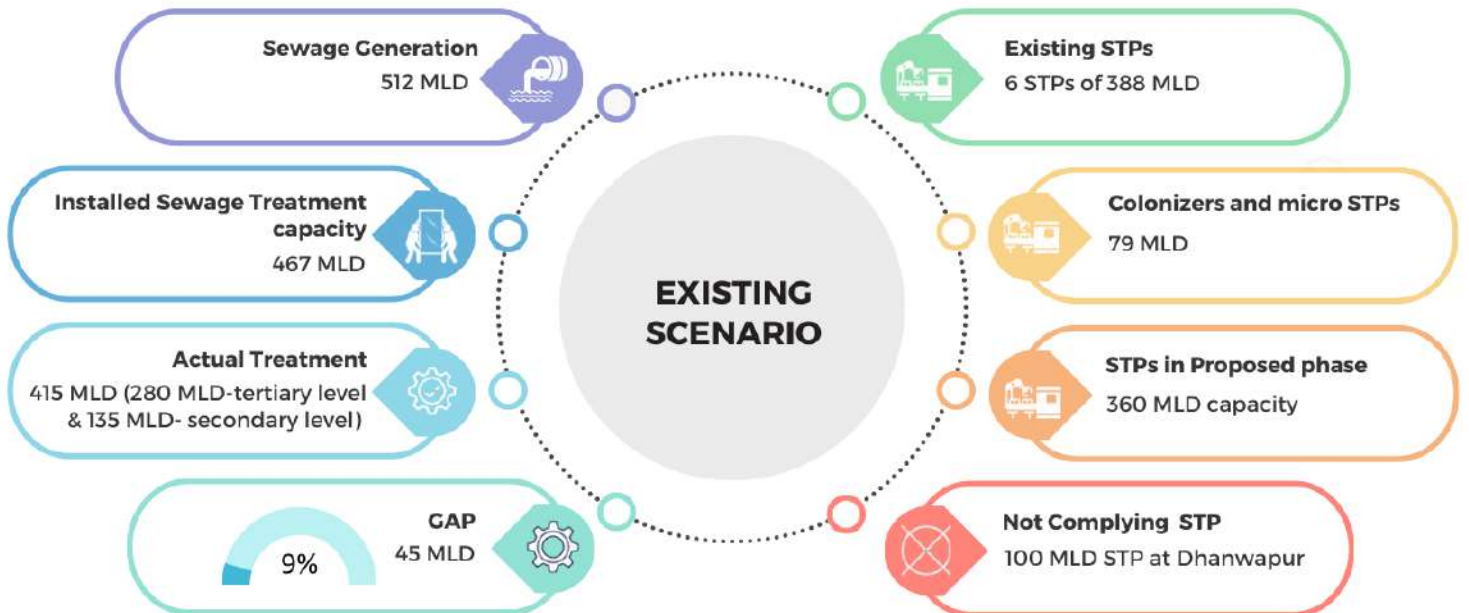 Sewage Generation
512 MLD
Installed Sewage Treatment
capacity
467 MLD
Actual Treatment
415 MLD (280 MLD-tertiary level
& 135 MLD- secondary level)
GAP
45 MLD
9%
EXISTING
SCENARIO
Existing STPs
6 STPs of 388 MLD
Colonizers and micro STPs
79 MLD
STPs in Proposed phase
360 MLD capacity
Not Complying STP
100 MLD STP at Dhanwapur